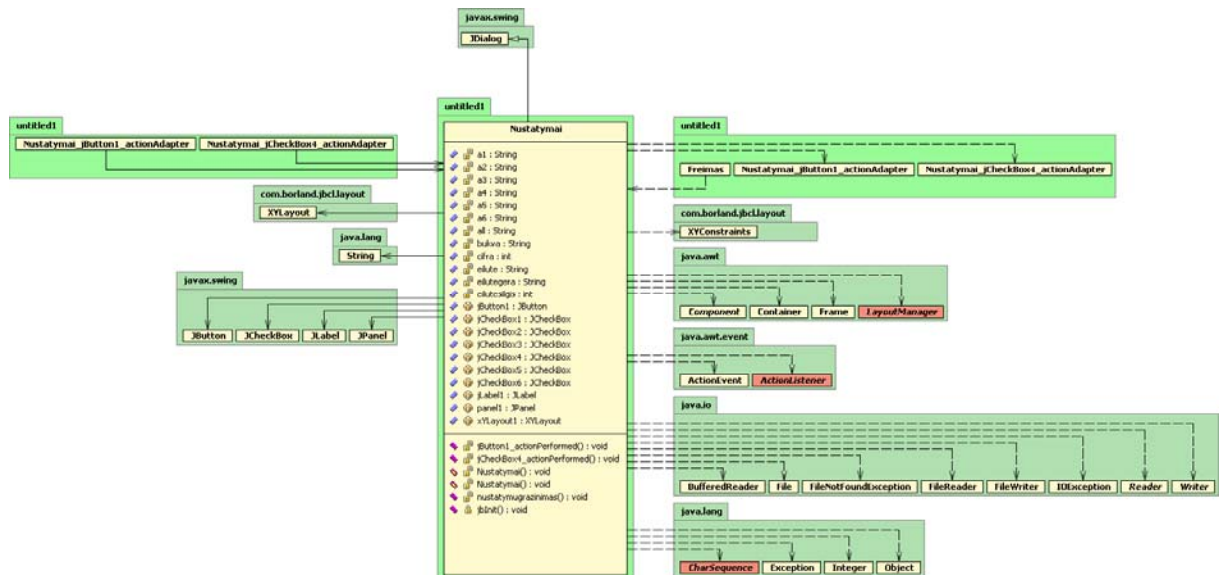 javax.swing
JDialog
untitled1
Nustatymai_jButton1_actionAdapter
Nustatymai_jCheckBox4_actionAdapter
com.borland.jbcl.layout
XYLayout
java.lang
String
javax.swing
JButton
JCheckBox
JLabel
JPanel
untitled1
Nustatymai
a1 : String
a2 : String
a3 : String
a4 : String
a5 : String
a6 : String
all : String
bukva : String
cifra : int
eilute : String
eilutegera : String
eilutesilgis : int
jButton1 : JButton
jCheckBox1 : JCheckBox
jCheckBox2 : JCheckBox
jCheckBox3 : JCheckBox
jCheckBox4 : JCheckBox
jCheckBox5 : JCheckBox
jCheckBox6 : JCheckBox
jLabel1 : JLabel
panel1 : JPanel
xYLayout1 : XYLayout
jButton1_actionPerformed() : void
jCheckBox4_actionPerformed() : void
Nustatymai() : void
Nustatymai() : void
nustatymugrazinimas() : void
jbInit() : void
untitled1
Freimas
Nustatymai_jButton1_actionAdapter
Nustatymai_jCheckBox4_actionAdapter
com.borland.jbcl.layout
XYConstraints
java.awt
Component
Container
Frame
LayoutManager
java.awt.event
ActionEvent
ActionListener
java.io
BufferedReader
File
FileNotFoundException
FileReader
FileWriter
IOException
Reader
Writer
java.lang
CharSequence
Exception
Integer
Object